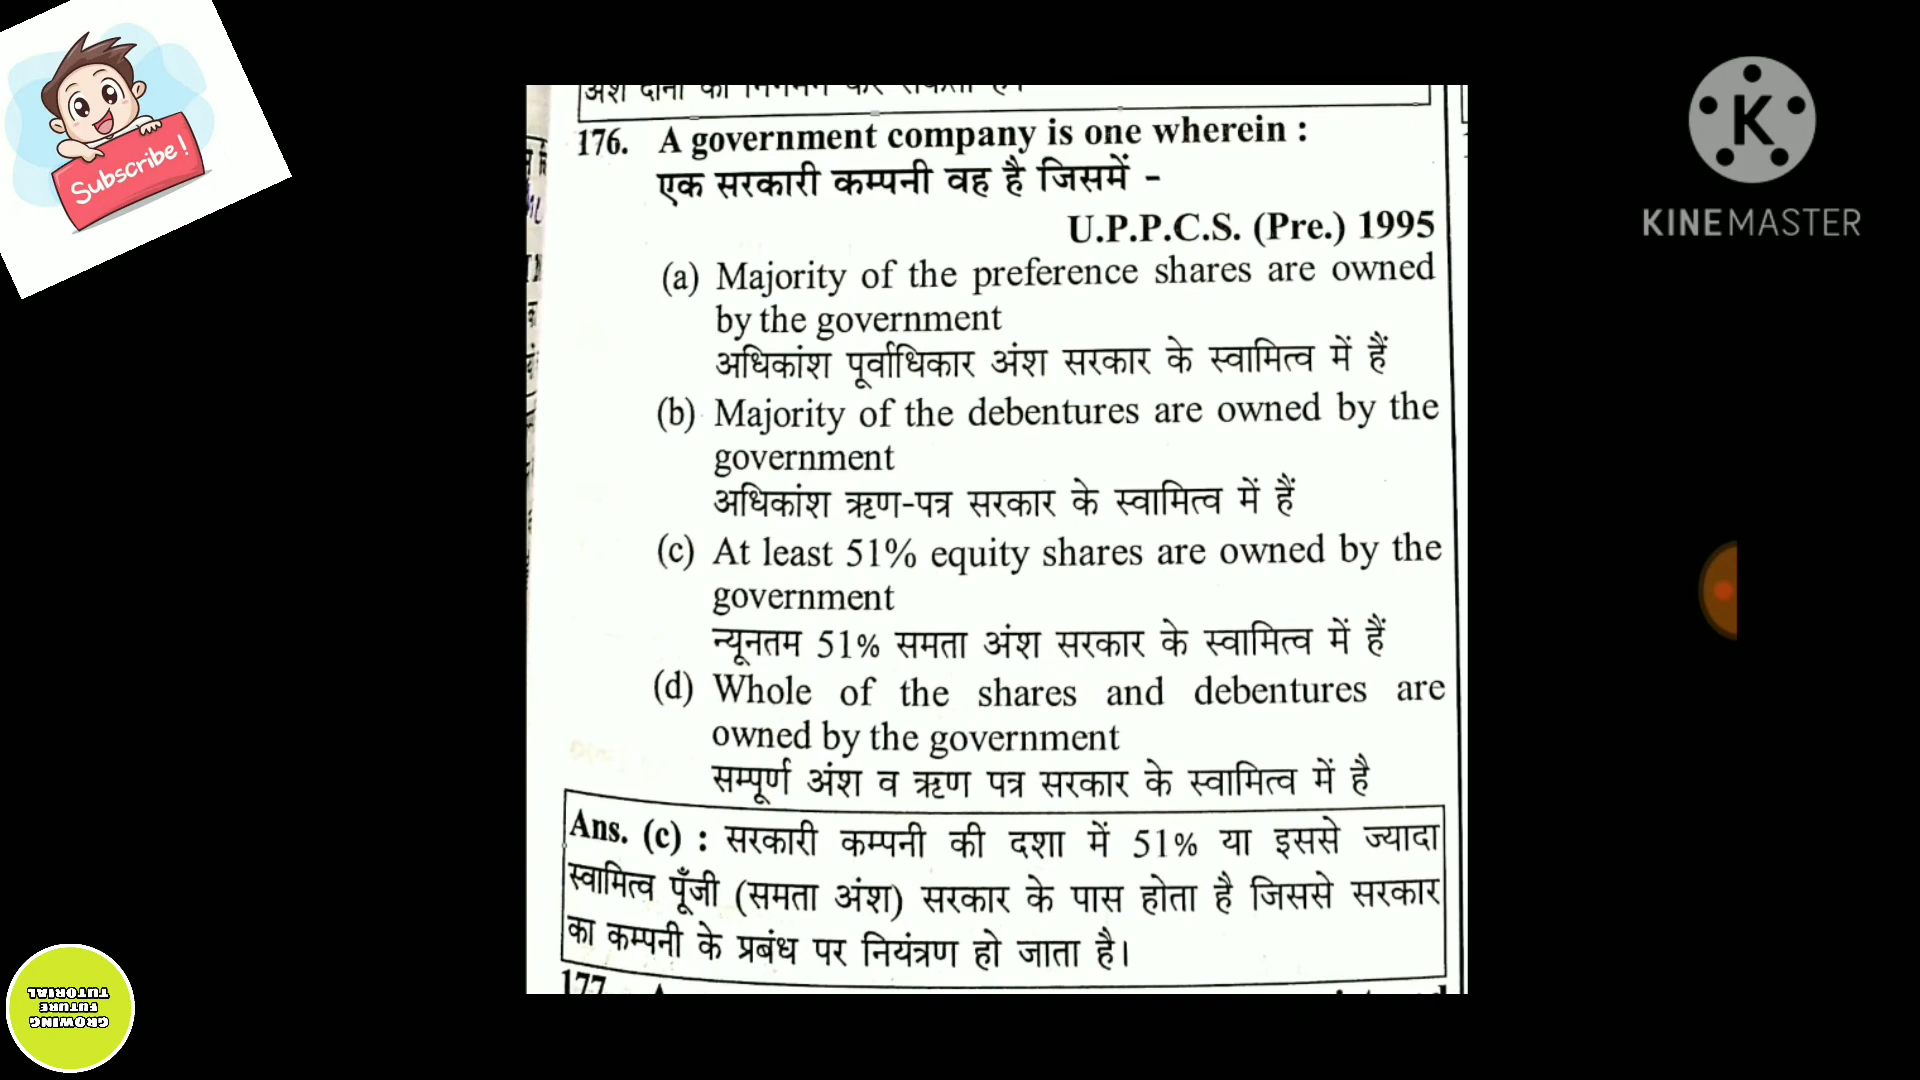 Subscribe!
KINEMASTER
176. A government company is one wherein :
एक सरकारी कम्पनी वह है जिसमें -
U.P.P.C.S. (Pre.) 1995
(a) Majority of the preference shares are owned
by the government
अधिकांश पूर्वाधिकार अंश सरकार के स्वामित्व में हैं
(b) Majority of the debentures are owned by the
government
अधिकांश ऋण-पत्र सरकार के स्वामित्व में हैं
(c) At least 51% equity shares are owned by the
government
न्यूनतम 51% समता अंश सरकार के स्वामित्व में हैं
(d) Whole of the shares and debentures are
owned by the government
सम्पूर्ण अंश व ऋण पत्र सरकार के स्वामित्व में है
Ans. (c) : सरकारी कम्पनी की दशा में 51% या इससे ज्यादा
स्वामित्व पूँजी (समता अंश) सरकार के पास होता है जिससे सरकार
का कम्पनी के प्रबंध पर नियंत्रण हो जाता है।
177.
GROWING
FUTURE
TUTORIAL